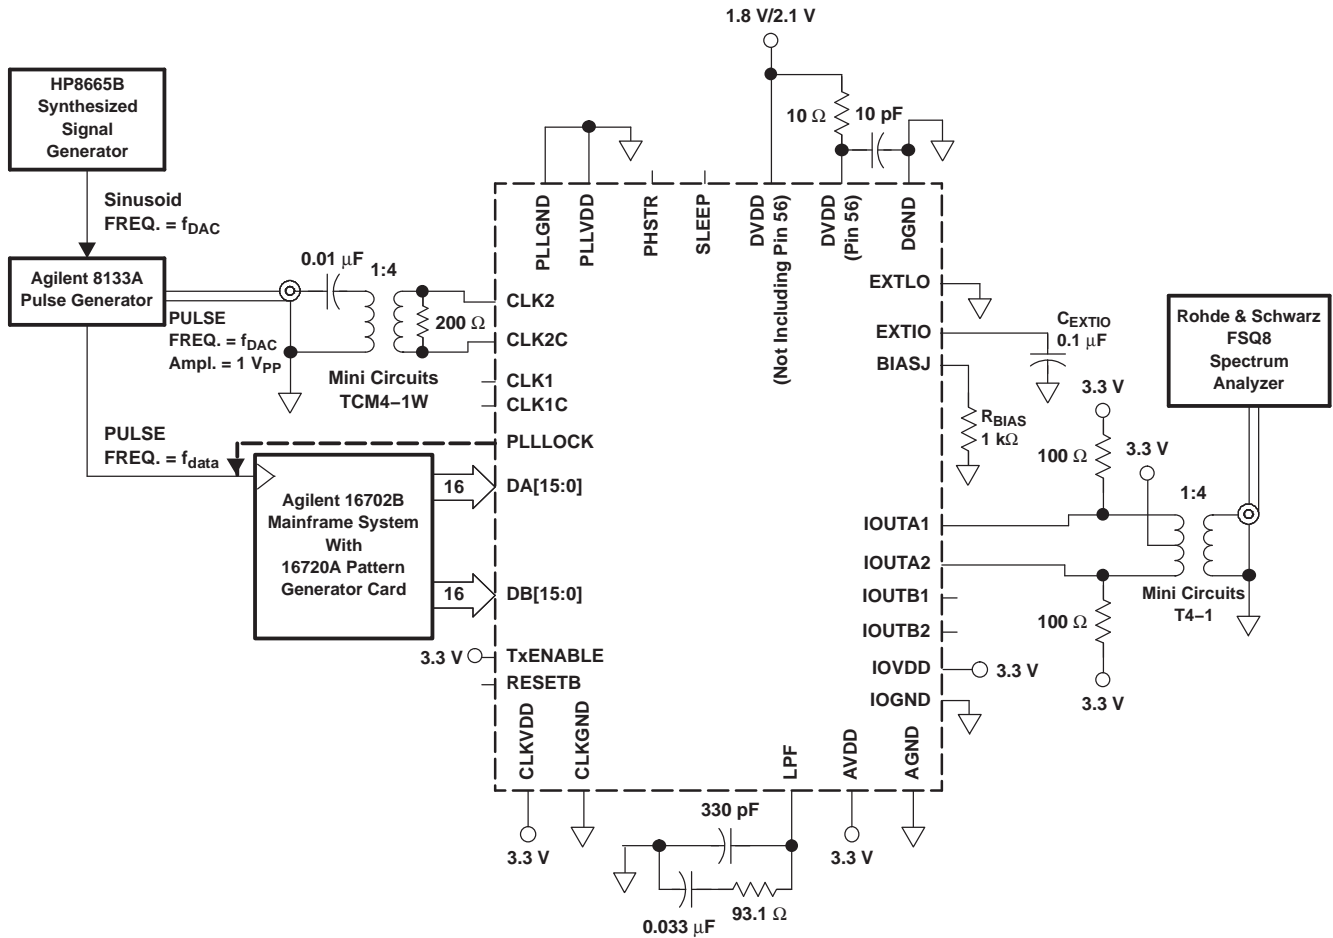 1.8 V/2.1 V
HP8665B
Synthesized
Signal
Generator
10 Ω
10 pF
Sinusoid
FREQ. = fDAC
PLLGND
PLLVDD
PHSTR
SLEEP
DVDD
(Not Including Pin 56)
DVDD
(Pin 56)
DGND
Agilent 8133A
Pulse Generator
0.01 μF
1:4
PULSE
FREQ. = fDAC
Ampl. = 1 VPP
200 Ω
Mini Circuits
TCM4−1W
CLK2
CLK2C
CLK1
CLK1C
PLLLOCK
PULSE
FREQ. = fdata
Agilent 16702B
Mainframe System
With
16720A Pattern
Generator Card
16
DA[15:0]
16
DB[15:0]
3.3 V
TxENABLE
RESETB
EXTLO
EXTIO
BIASJ
CEXTIO
0.1 μF
RBIAS
1 kΩ
Rohde & Schwarz
FSQ8
Spectrum
Analyzer
3.3 V
100 Ω
3.3 V
1:4
IOUTA1
IOUTA2
IOUTB1
IOUTB2
Mini Circuits
T4−1
100 Ω
3.3 V
IOVDD
3.3 V
IOGND
CLKVDD
CLKGND
LPF
AVDD
AGND
3.3 V
330 pF
3.3 V
0.033 μF
93.1 Ω